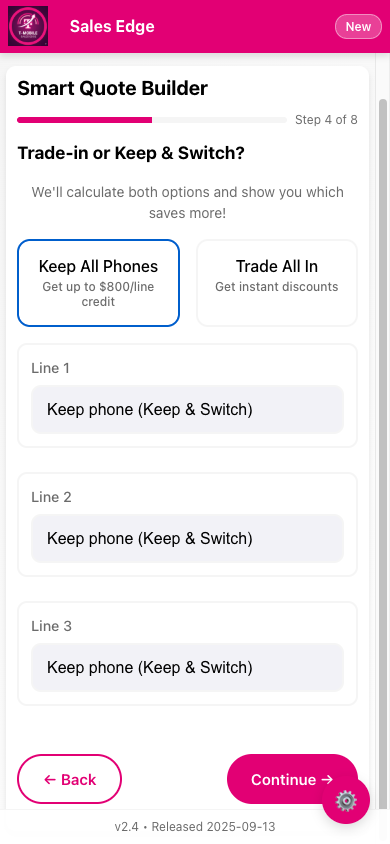 T-MOBILE
Sales Edge
New
Smart Quote Builder
Step 4 of 8
Trade-in or Keep & Switch?
We'll calculate both options and show you which
saves more!
Keep All Phones
Get up to $800/line
credit
Trade All In
Get instant discounts
Line 1
Keep phone (Keep & Switch)
Line 2
Keep phone (Keep & Switch)
Line 3
Keep phone (Keep & Switch)
← Back
Continue →
v2.4 • Released 2025-09-13